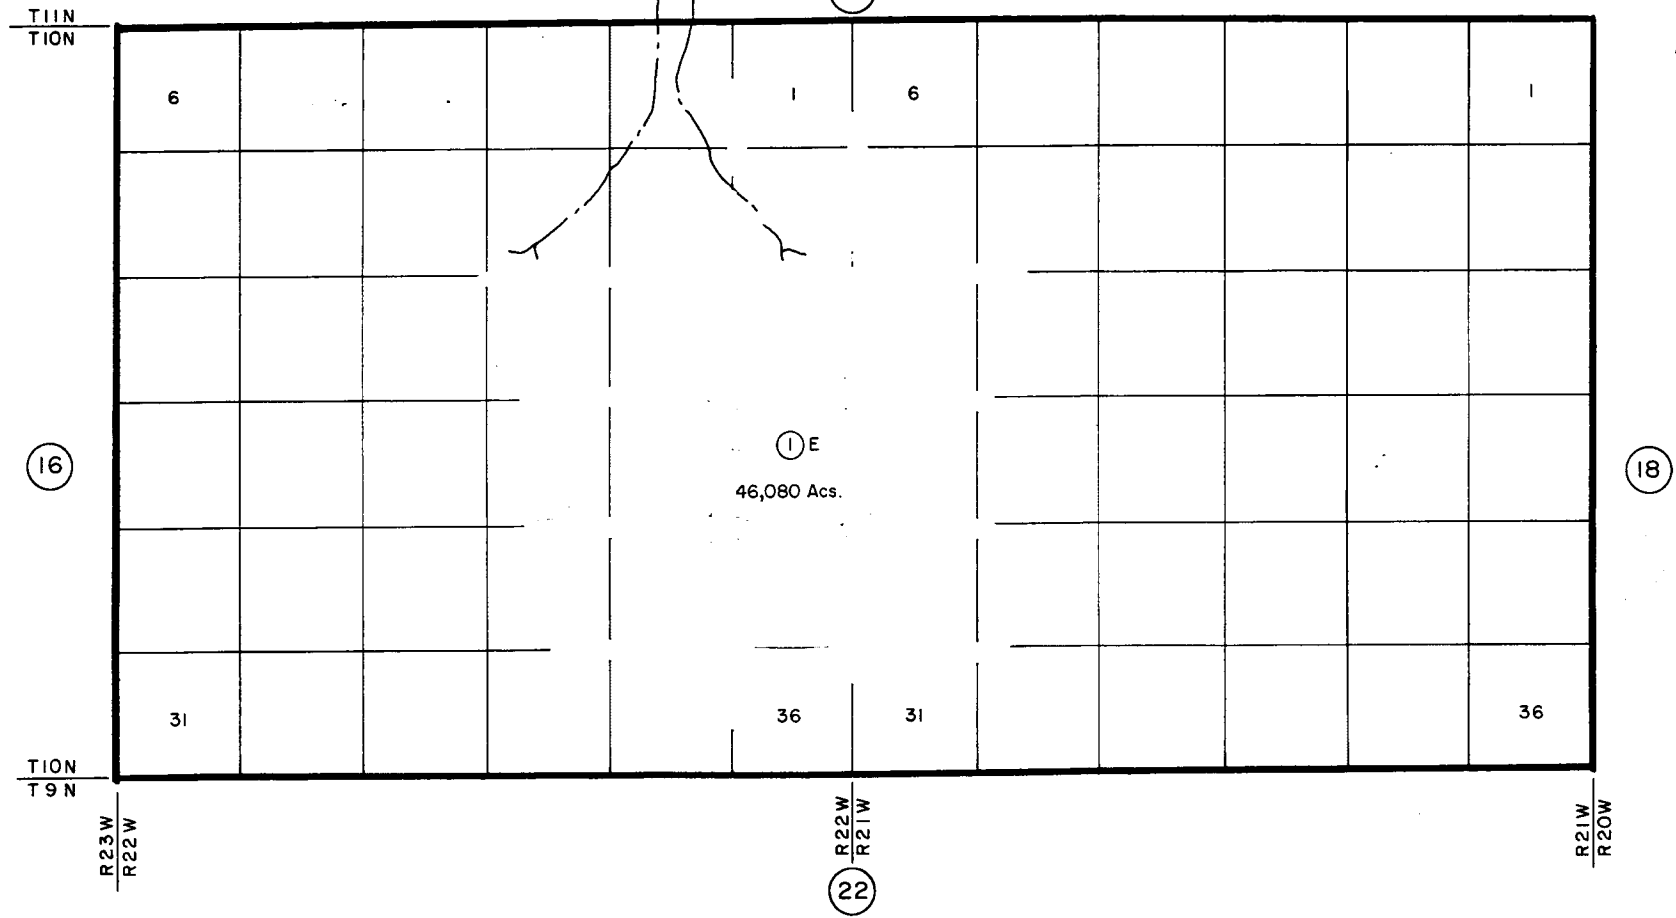 T11N
T10N
6
1
6
1
16
1 E
18
46,080 Acs.
31
36
31
36
T10N
T9N
R23W
R22W
R22W
R21W
R21W
R20W
22